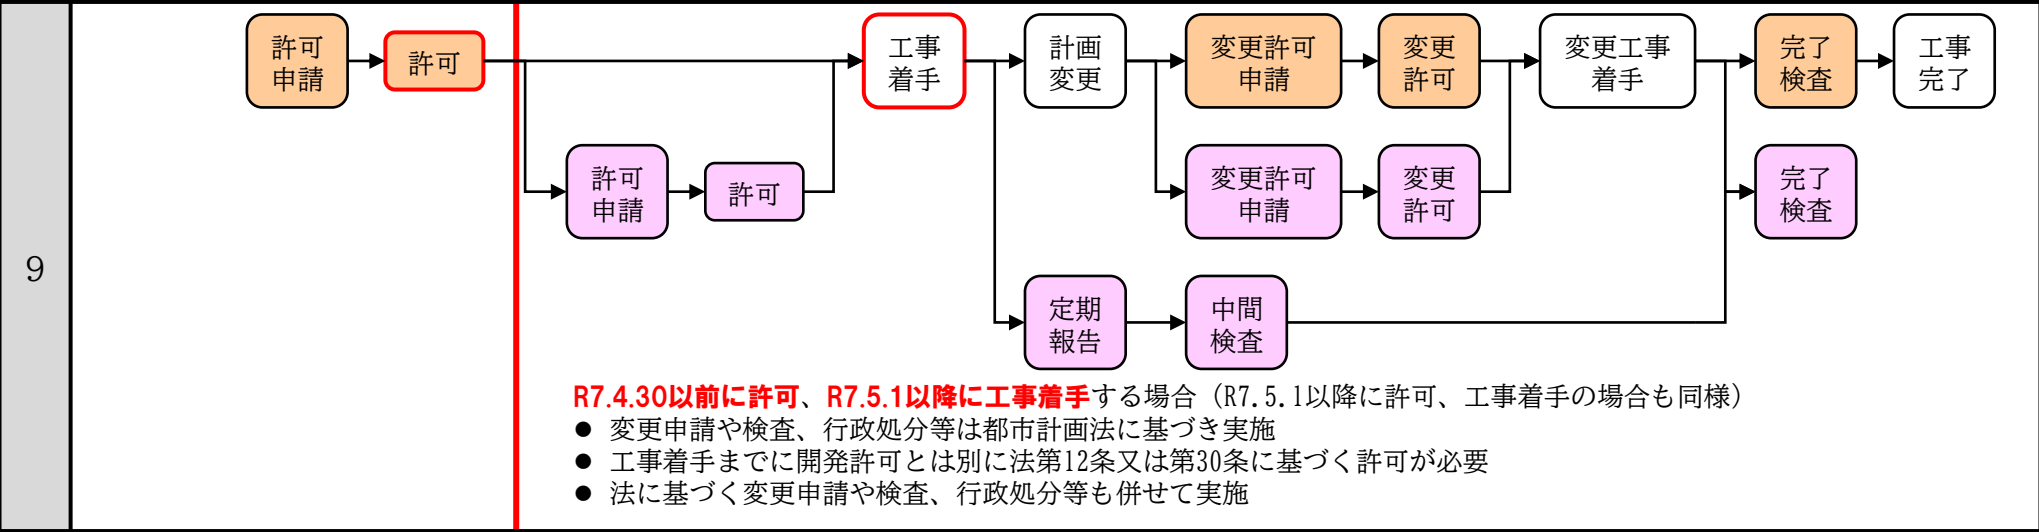 9
許可
申請
許可
工事
着手
計画
変更
変更許可
申請
変更
許可
変更工事
着手
完了
検査
工事
完了
許可
申請
許可
変更許可
申請
変更
許可
完了
検査
定期
報告
中間
検査
R7.4.30以前に許可、R7.5.1以降に工事着手する場合（R7.5.1以降に許可、工事着手の場合も同様）
● 変更申請や検査、行政処分等は都市計画法に基づき実施
● 工事着手までに開発許可とは別に法第12条又は第30条に基づく許可が必要
● 法に基づく変更申請や検査、行政処分等も併せて実施